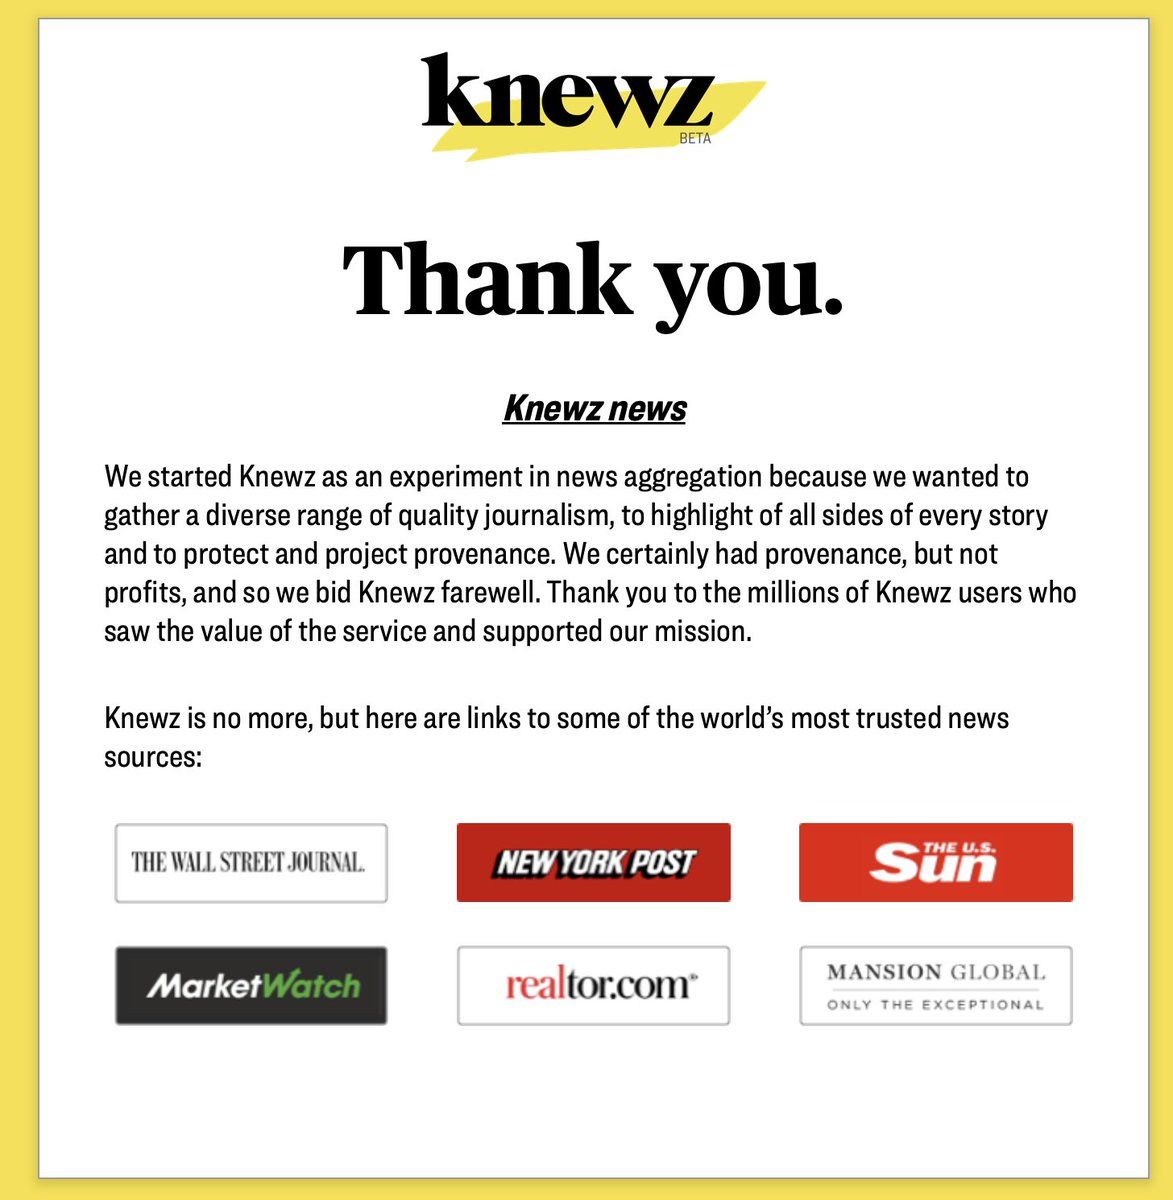 knewz
BETA
Thank you.
Knewz news
We started Knewz as an experiment in news aggregation because we wanted to
gather a diverse range of quality journalism, to highlight of all sides of every story
and to protect and project provenance. We certainly had provenance, but not
profits, and so we bid Knewz farewell. Thank you to the millions of Knewz users who
saw the value of the service and supported our mission.
Knewz is no more, but here are links to some of the world's most trusted news
sources:
THE WALL STREET JOURNAL.
NEW YORK POST
THE U.S.
Sun
MarketWatch
realtor.com®
MANSION GLOBAL
ONLY THE EXCEPTIONAL